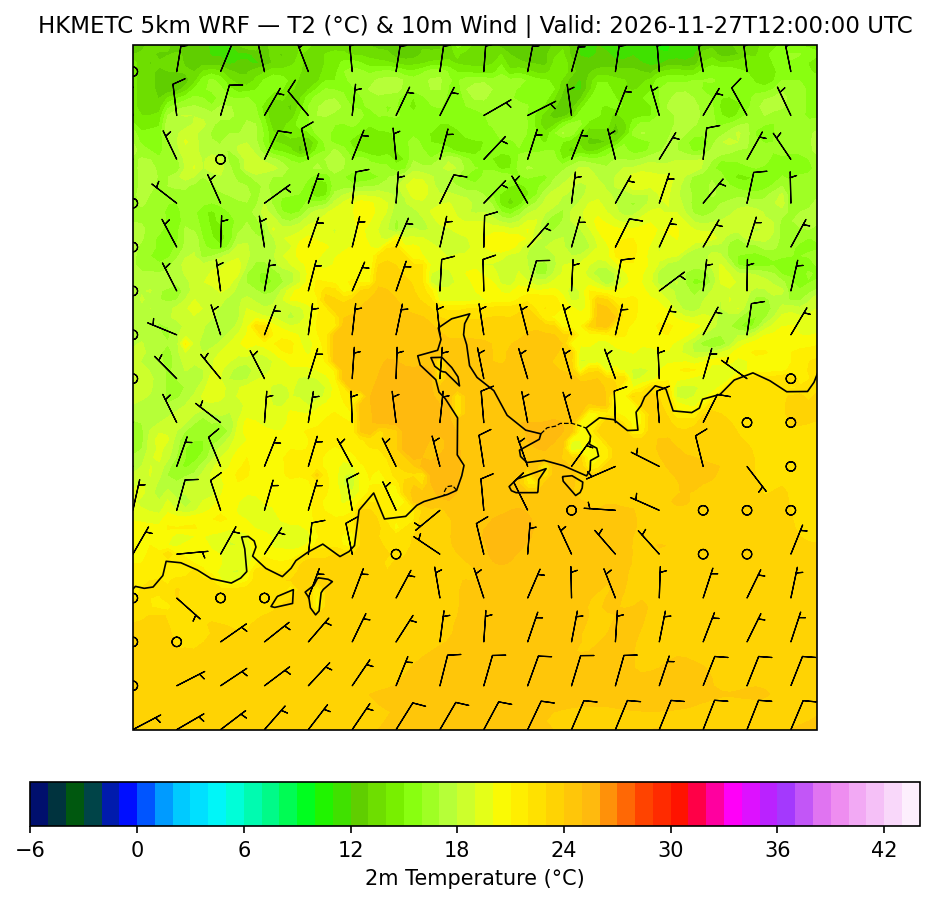 HKMETC 5km WRF — T2 (°C) & 10m Wind | Valid: 2026-11-27T12:00:00 UTC
−6 0 6 12 18 24 30 36 42
2m Temperature (°C)